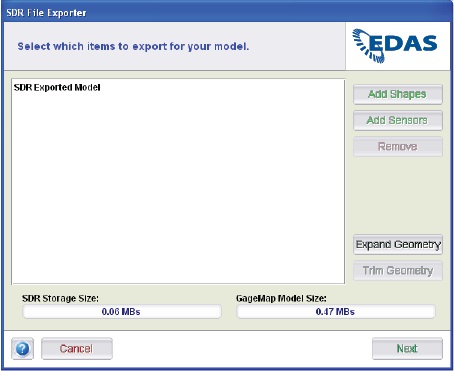 SDR File Exporter
Select which items to export for your model.
EDAS
SDR Exported Model
Add Shapes
Add Sensors
Remove
Expand Geometry
Trim Geometry
SDR Storage Size:
GageMap Model Size:
0.06 MBs
0.47 MBs
?
Cancel
Next